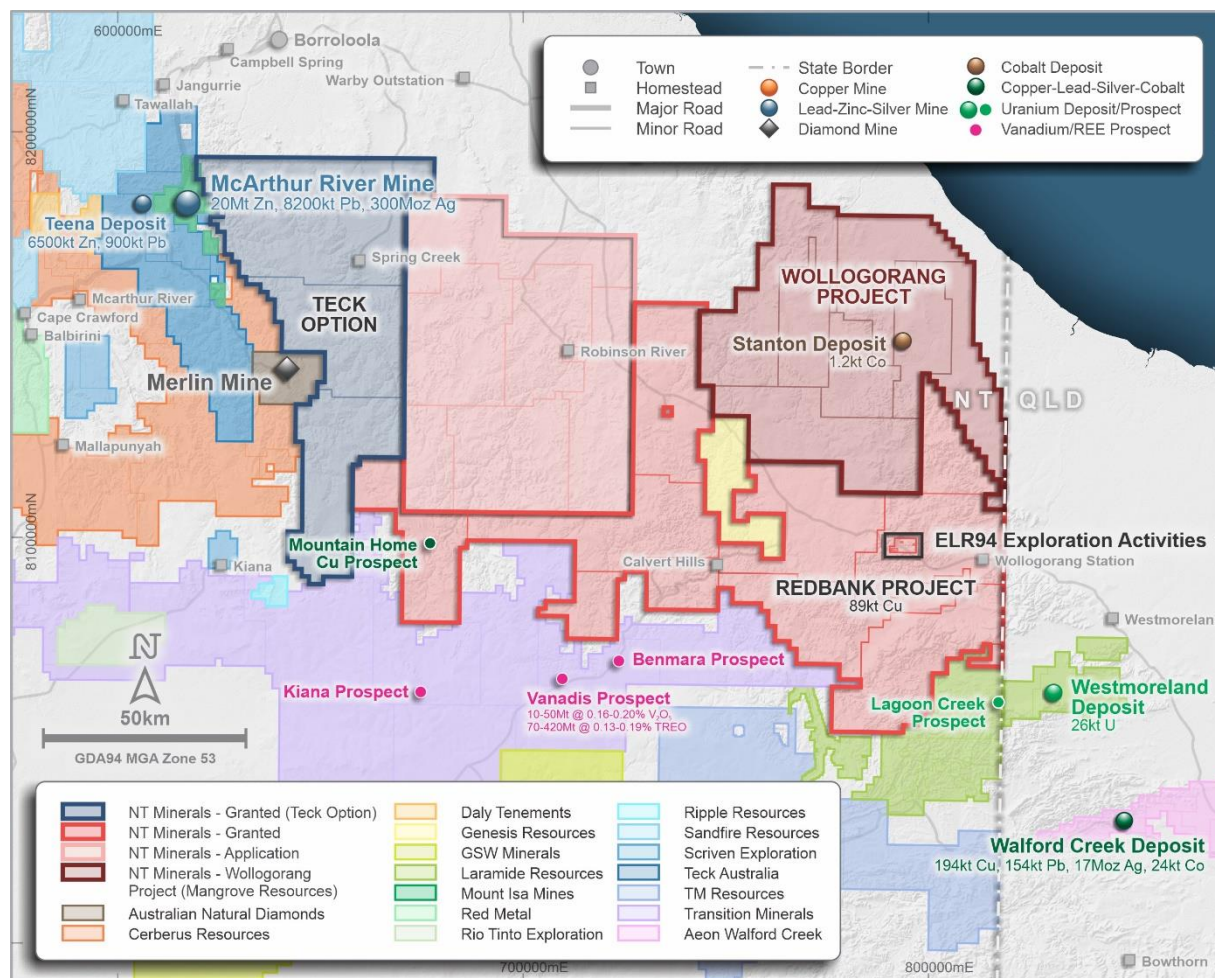 600000mE
Borroloola
Campbell Spring
Warby Outstation
Jangurrie
Tawallah
8200000mN
Town
Homestead
Major Road
Minor Road
State Border
Copper Mine
Lead-Zinc-Silver Mine
Diamond Mine
Cobalt Deposit
Copper-Lead-Silver-Cobalt
Uranium Deposit/Prospect
Vanadium/REE Prospect
McArthur River Mine
20Mt Zn, 8200kt Pb, 300Moz Ag
Teena Deposit
6500kt Zn, 900kt Pb
Spring Creek
TECK
OPTION
Mcarthur River
Cape Crawford
Balbirini
Merlin Mine
Robinson River
WOLLOGORANG
PROJECT
Stanton Deposit
1.2kt Co
NT QLD
Mallapunyah
8100000mN
Mountain Home
Cu Prospect
Kiana
Calvert Hills
ELR94 Exploration Activities
Wollogorang Station
REDBANK PROJECT
89kt Cu
Westmorelan
N
50km
GDA94 MGA Zone 53
Kiana Prospect
Benmara Prospect
Vanadis Prospect
10-50Mt @ 0.16-0.20% V₂O₅
70-420Mt @ 0.13-0.19% TREO
Lagoon Creek
Prospect
Westmoreland
Deposit
26kt U
Walford Creek Deposit
194kt Cu, 154kt Pb, 17Moz Ag, 24kt Co
NT Minerals - Granted (Teck Option)
NT Minerals - Granted
NT Minerals - Application
NT Minerals - Wollogorang
Project (Mangrove Resources)
Australian Natural Diamonds
Cerberus Resources
Daly Tenements
Genesis Resources
GSW Minerals
Laramide Resources
Mount Isa Mines
Red Metal
Rio Tinto Exploration
Ripple Resources
Sandfire Resources
Scriven Exploration
Teck Australia
TM Resources
Transition Minerals
Aeon Walford Creek
700000mE
800000mE
Bowthorn